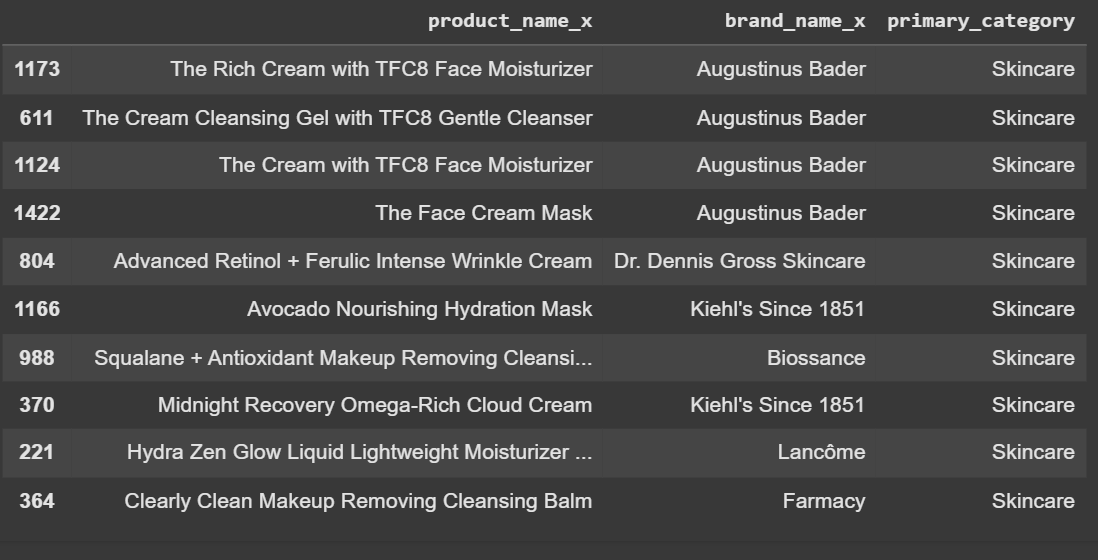 product_name_x brand_name_x primary_category
1173 The Rich Cream with TFC8 Face Moisturizer Augustinus Bader Skincare
611 The Cream Cleansing Gel with TFC8 Gentle Cleanser Augustinus Bader Skincare
1124 The Cream with TFC8 Face Moisturizer Augustinus Bader Skincare
1422 The Face Cream Mask Augustinus Bader Skincare
804 Advanced Retinol + Ferulic Intense Wrinkle Cream Dr. Dennis Gross Skincare Skincare
1166 Avocado Nourishing Hydration Mask Kiehl's Since 1851 Skincare
988 Squalane + Antioxidant Makeup Removing Cleansi... Biossance Skincare
370 Midnight Recovery Omega-Rich Cloud Cream Kiehl's Since 1851 Skincare
221 Hydra Zen Glow Liquid Lightweight Moisturizer ... Lancôme Skincare
364 Clearly Clean Makeup Removing Cleansing Balm Farmacy Skincare